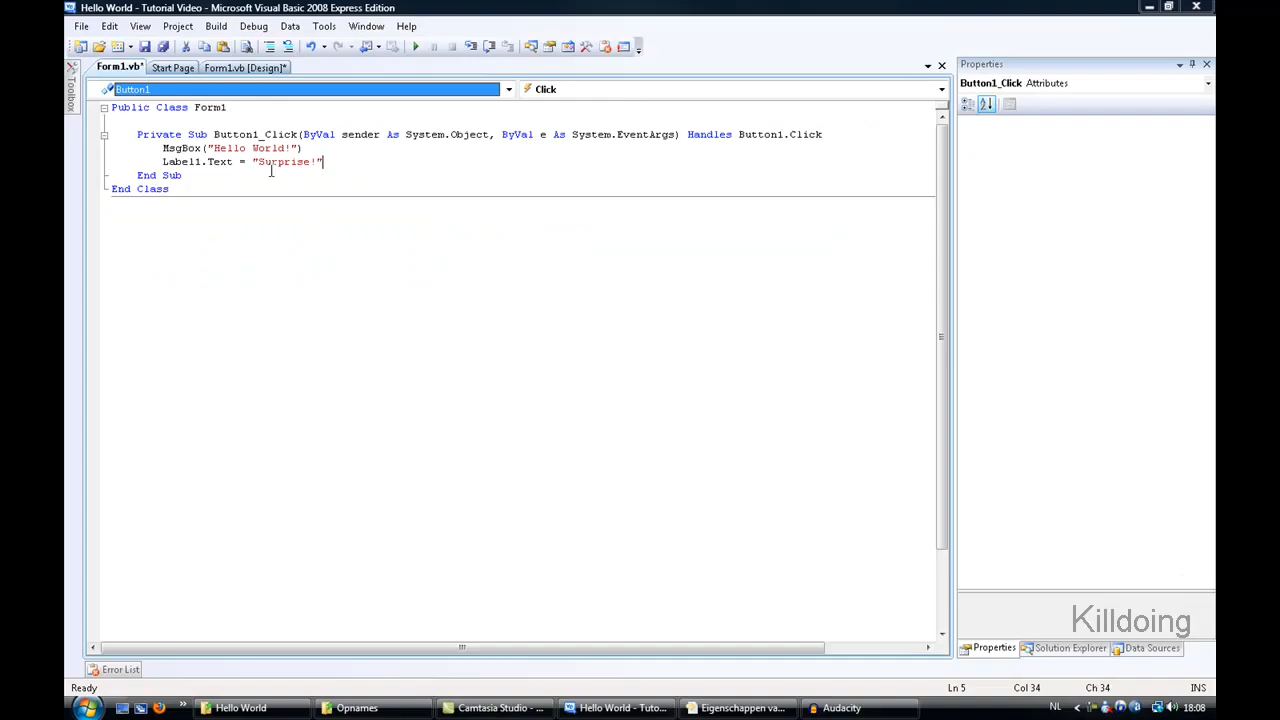 Hello World - Tutorial Video - Microsoft Visual Basic 2008 Express Edition
File Edit View Project Build Debug Data Tools Window Help
Form1.vb* Start Page Form1.vb [Design]*
Toolbox
Button1
Click
Public Class Form1
Private Sub Button1_Click(ByVal sender As System.Object, ByVal e As System.EventArgs) Handles Button1.Click
MsgBox("Hello World!")
Label1.Text = "Surprise!"
End Sub
End Class
Properties
Button1_Click Attributes
Killdoing
Properties Solution Explorer Data Sources
Error List
Ready
Ln 5 Col 34 Ch 34 INS
Hello World Opnames Camtasia Studio - ... Hello World - Tuto... Eigenschappen va... Audacity NL 18:08